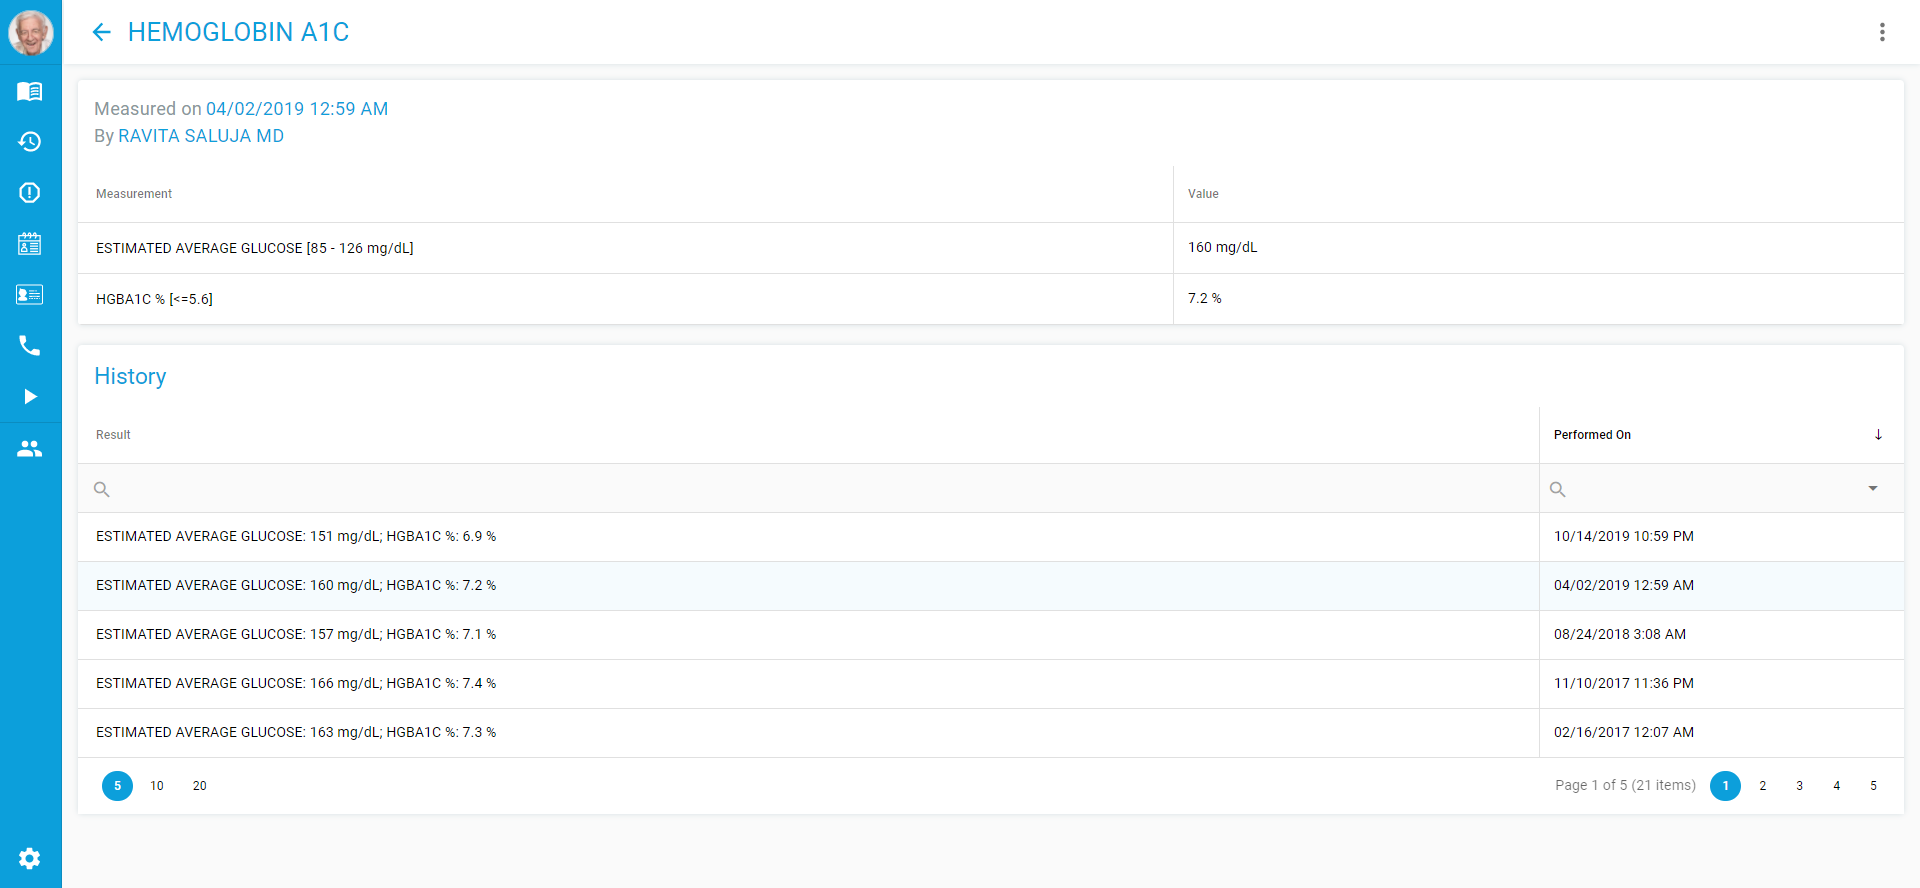 HEMOGLOBIN A1C
Measured on 04/02/2019 12:59 AM
By RAVITA SALUJA MD
Measurement Value
ESTIMATED AVERAGE GLUCOSE [85 - 126 mg/dL] 160 mg/dL
HGBA1C % [<=5.6] 7.2 %
History
Result Performed On
ESTIMATED AVERAGE GLUCOSE: 151 mg/dL; HGBA1C %: 6.9 % 10/14/2019 10:59 PM
ESTIMATED AVERAGE GLUCOSE: 160 mg/dL; HGBA1C %: 7.2 % 04/02/2019 12:59 AM
ESTIMATED AVERAGE GLUCOSE: 157 mg/dL; HGBA1C %: 7.1 % 08/24/2018 3:08 AM
ESTIMATED AVERAGE GLUCOSE: 166 mg/dL; HGBA1C %: 7.4 % 11/10/2017 11:36 PM
ESTIMATED AVERAGE GLUCOSE: 163 mg/dL; HGBA1C %: 7.3 % 02/16/2017 12:07 AM
5 10 20 Page 1 of 5 (21 items) 1 2 3 4 5